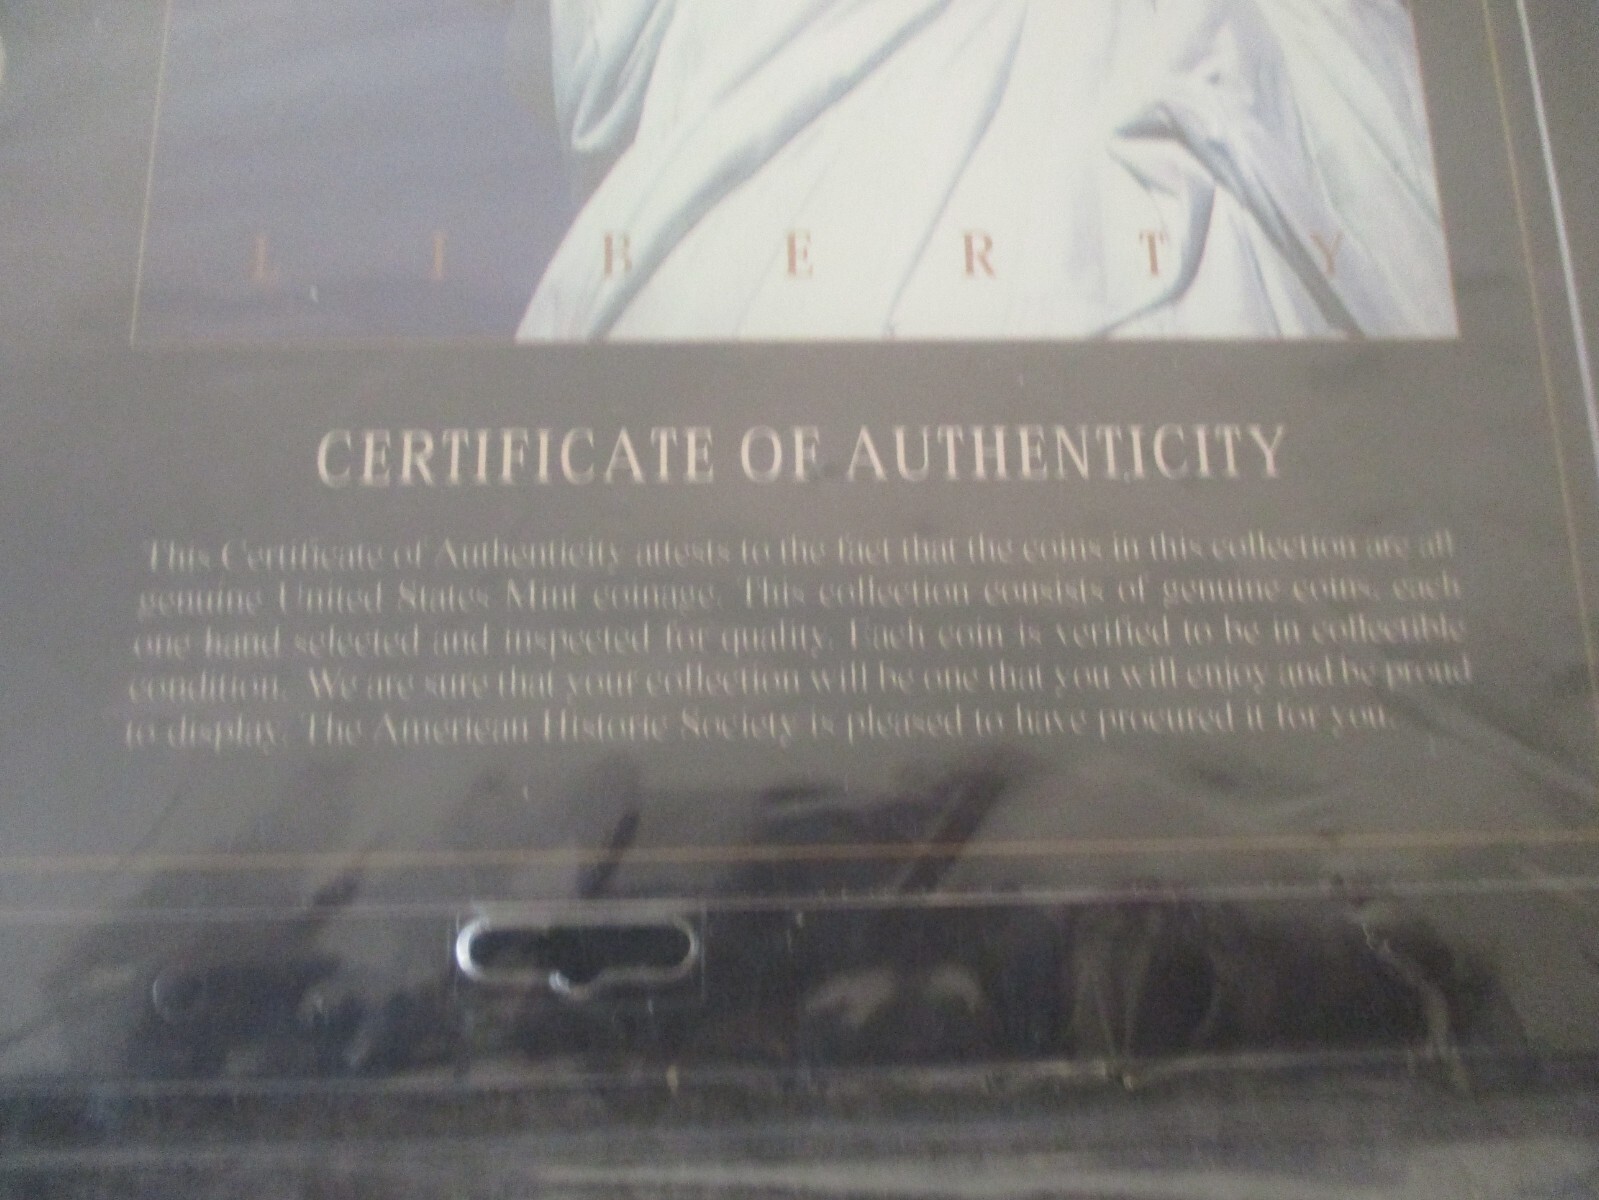 L I B E R T Y
CERTIFICATE OF AUTHENTICITY
This Certificate of Authenticity attests to the fact that the coins in this collection are all
genuine United States Mint coinage. This collection consists of genuine coins, each
one hand selected and inspected for quality. Each coin is verified to be in collectible
condition. We are sure that your collection will be one that you will enjoy and be proud
to display. The American Historic Society is pleased to have procured it for you.